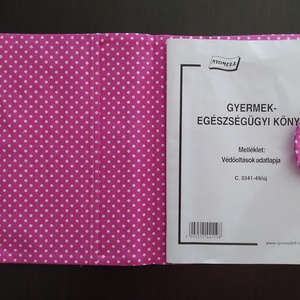 NYOMELL
GYERMEK-
EGÉSZSÉGÜGYI KÖNY
Melléklet:
Védőoltások adatlapja
C. 3341-49/új